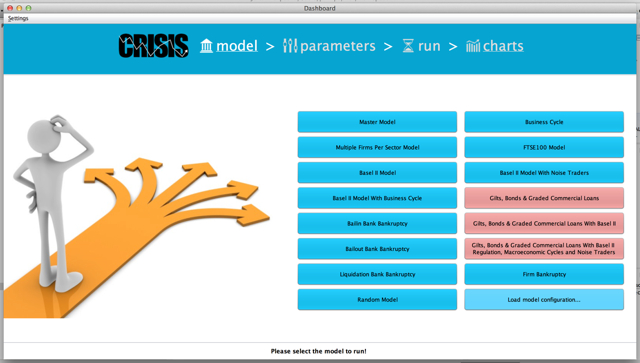 Dashboard
Settings
CRISIS model > parameters > run > charts
Master Model
Business Cycle
Multiple Firms Per Sector Model
FTSE100 Model
Basel II Model
Basel II Model With Noise Traders
Basel II Model With Business Cycle
Gilts, Bonds & Graded Commercial Loans
Bailin Bank Bankruptcy
Gilts, Bonds & Graded Commercial Loans With Basel II
Bailout Bank Bankruptcy
Gilts, Bonds & Graded Commercial Loans With Basel II
Regulation, Macroeconomic Cycles and Noise Traders
Liquidation Bank Bankruptcy
Firm Bankruptcy
Random Model
Load model configuration...
Please select the model to run!